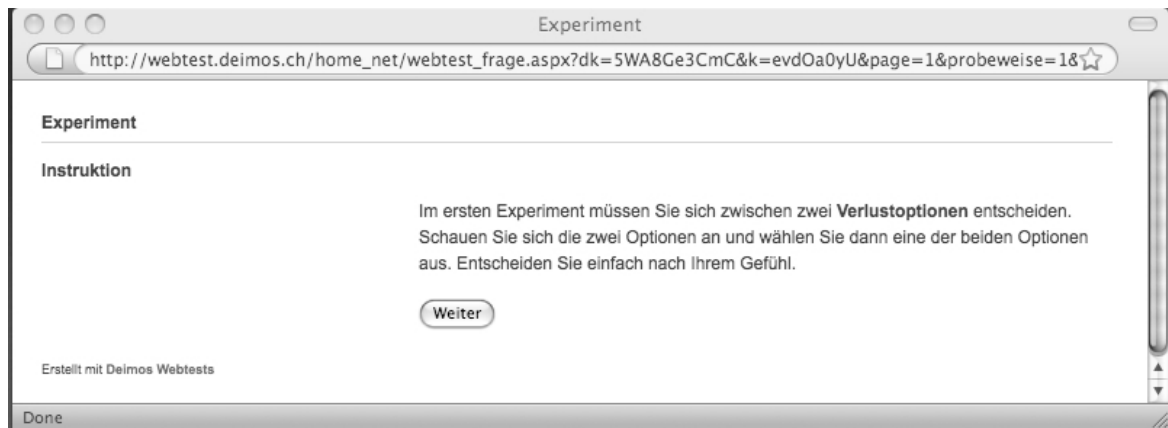 Experiment
http://webtest.deimos.ch/home_net/webtest_frage.aspx?dk=5WA8Ge3CmC&k=evdOa0yU&page=1&probeweise=1&
Experiment
Instruktion
Im ersten Experiment müssen Sie sich zwischen zwei Verlustoptionen entscheiden.
Schauen Sie sich die zwei Optionen an und wählen Sie dann eine der beiden Optionen
aus. Entscheiden Sie einfach nach Ihrem Gefühl.
Weiter
Erstellt mit Deimos Webtests
Done